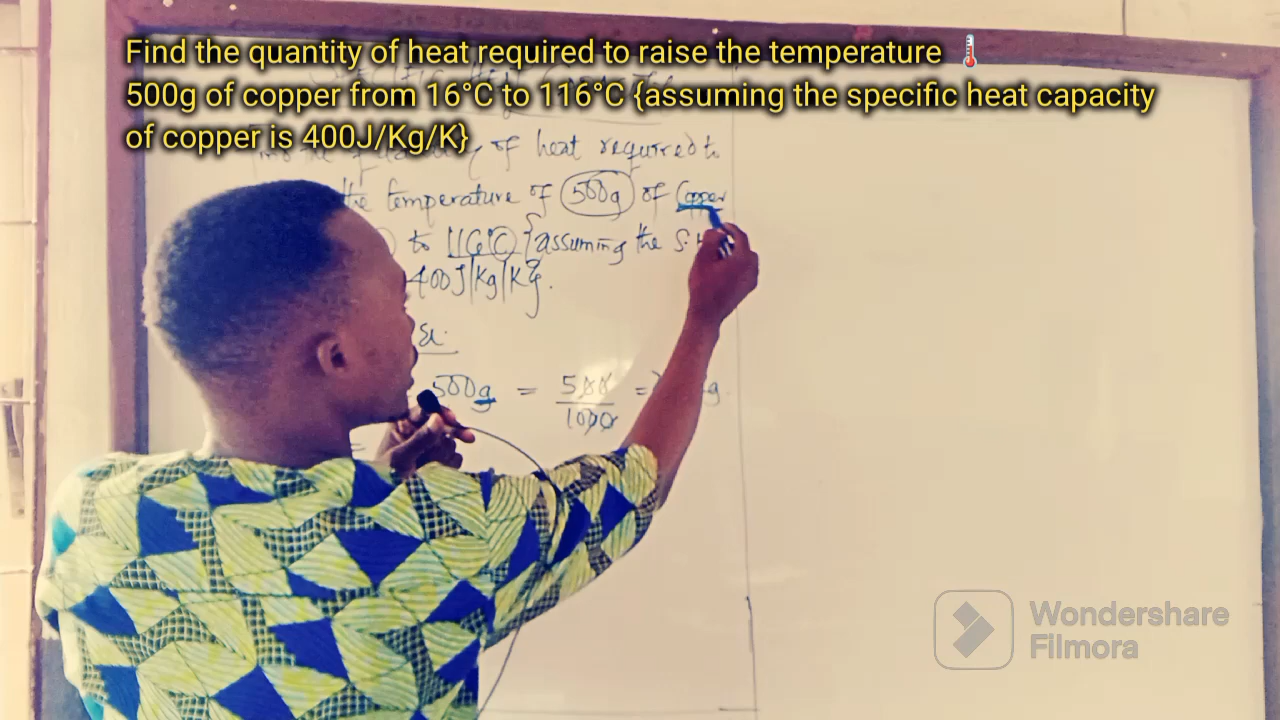 Find the quantity of heat required to raise the temperature 🌡️
500g of copper from 16°C to 116°C {assuming the specific heat capacity
of copper is 400J/Kg/K}
of heat required to
the temperature of 500g of Copper
to 116°C {assuming the S.H
400J/Kg/K}.
500g = 500/1000 =
Wondershare
Filmora